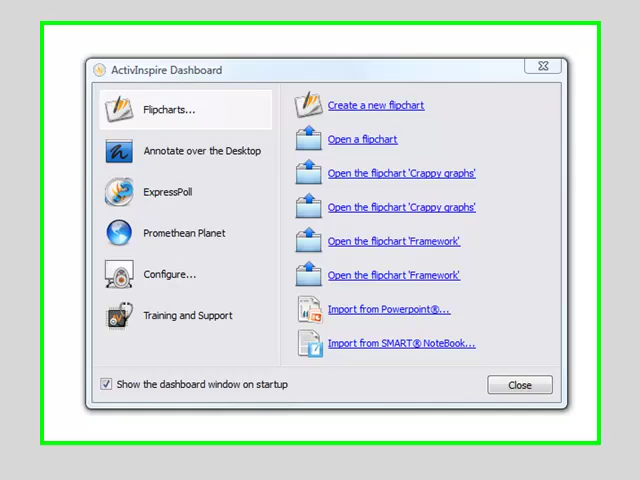 ActivInspire Dashboard
Flipcharts...
Annotate over the Desktop
ExpressPoll
Promethean Planet
Configure...
Training and Support
Create a new flipchart
Open a flipchart
Open the flipchart 'Crappy graphs'
Open the flipchart 'Crappy graphs'
Open the flipchart 'Framework'
Open the flipchart 'Framework'
Import from Powerpoint®...
Import from SMART® NoteBook...
Show the dashboard window on startup
Close